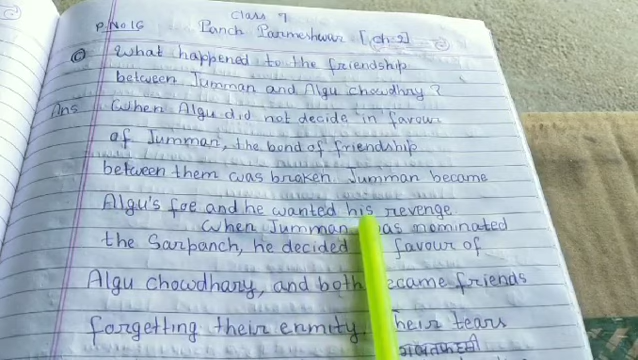 Class 7
P.No 16
Panch Parmeshwar [ch-2]
What happened to the friendship
between Jumman and Algu chowdhry?
Ans When Algu did not decide in favour
of Jumman, the bond of friendship
between them was broken. Jumman became
Algu's foe and he wanted his revenge
When Jumman was nominated
the Sarpanch, he decided favour of
Algu chowdhary, and both became friends
forgetting their enmity. Their tears